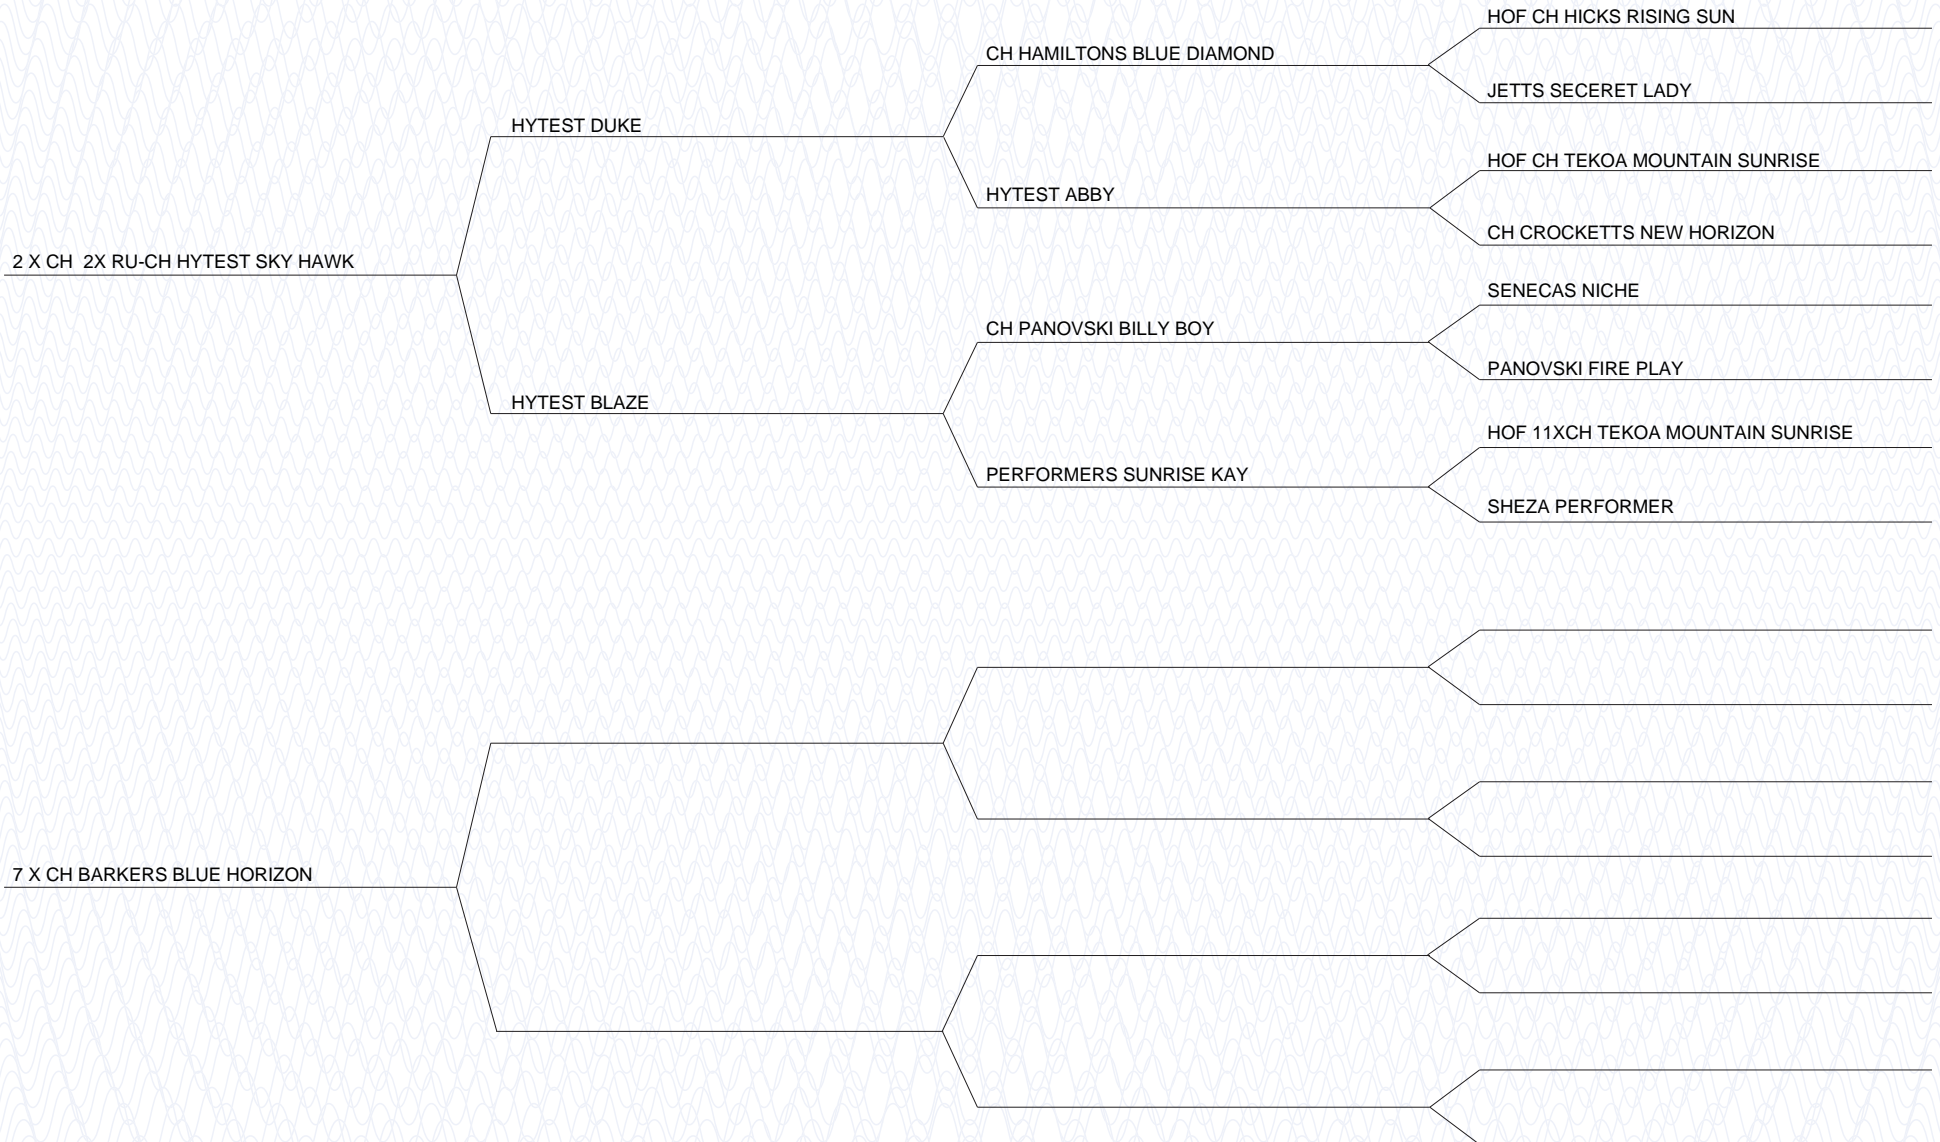 HOF CH HICKS RISING SUN
CH HAMILTONS BLUE DIAMOND
JETTS SECERET LADY
HYTEST DUKE
HOF CH TEKOA MOUNTAIN SUNRISE
HYTEST ABBY
CH CROCKETTS NEW HORIZON
2 X CH  2X RU-CH HYTEST SKY HAWK
SENECAS NICHE
CH PANOVSKI BILLY BOY
PANOVSKI FIRE PLAY
HYTEST BLAZE
HOF 11XCH TEKOA MOUNTAIN SUNRISE
PERFORMERS SUNRISE KAY
SHEZA PERFORMER
7 X CH BARKERS BLUE HORIZON